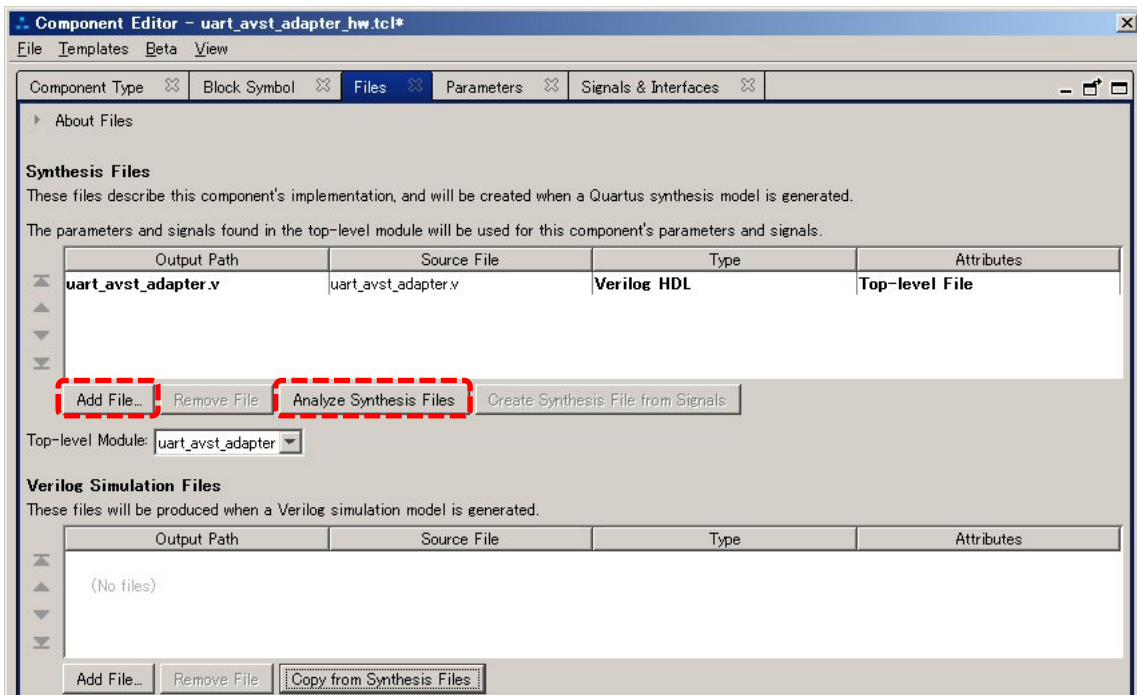 Component Editor - uart_avst_adapter_hw.tcl*
File Templates Beta View
Component Type Block Symbol Files Parameters Signals & Interfaces
About Files
Synthesis Files
These files describe this component's implementation, and will be created when a Quartus synthesis model is generated.
The parameters and signals found in the top-level module will be used for this component's parameters and signals.
Output Path Source File Type Attributes
uart_avst_adapter.v uart_avst_adapter.v Verilog HDL Top-level File
Add File... Remove File Analyze Synthesis Files Create Synthesis File from Signals
Top-level Module: uart_avst_adapter
Verilog Simulation Files
These files will be produced when a Verilog simulation model is generated.
Output Path Source File Type Attributes
(No files)
Add File... Remove File Copy from Synthesis Files